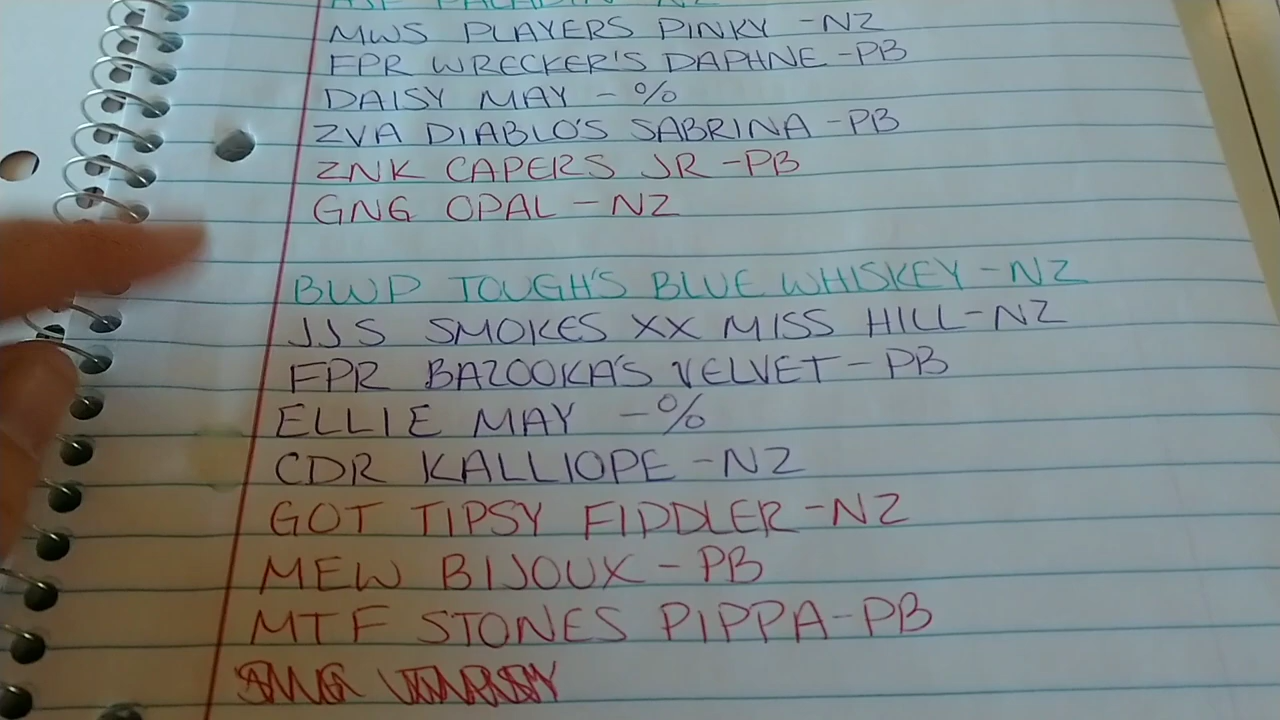 MWS PLAYERS PINKY -NZ
FPR WRECKER'S DAPHNE -PB
DAISY MAY - %
ZVA DIABLO'S SABRINA -PB
ZNK CAPERS JR -PB
GNG OPAL - NZ
BWP TOUGH'S BLUE WHISKEY - NZ
JJS SMOKES XX MISS HILL-NZ
FPR BAZOOKA'S VELVET - PB
ELLIE MAY -%
CDR KALLIOPE -NZ
GOT TIPSY FIDDLER -NZ
MEW BIJOUX - PB
MTF STONES PIPPA-PB